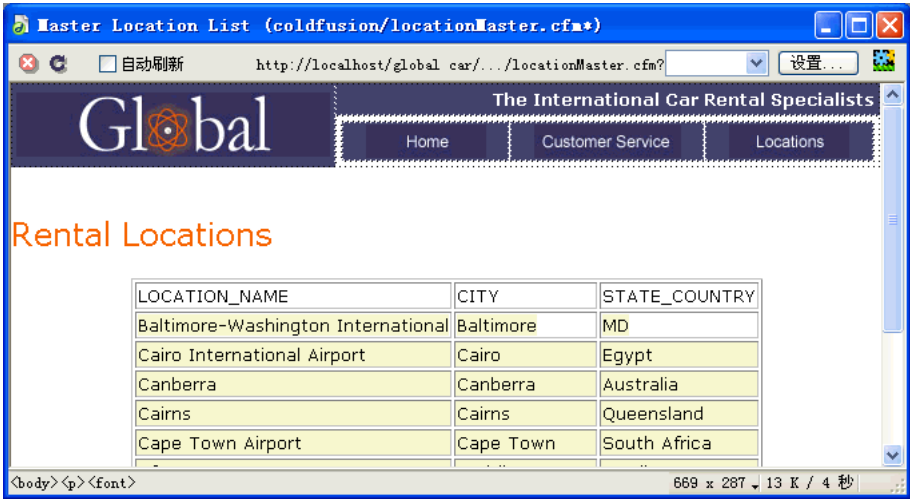 Master Location List (coldfusion/locationMaster.cfm*)
自动刷新 http://localhost/global car/.../locationMaster.cfm? 设置...
Global
The International Car Rental Specialists
Home Customer Service Locations
Rental Locations
LOCATION_NAME CITY STATE_COUNTRY
Baltimore-Washington International Baltimore MD
Cairo International Airport Cairo Egypt
Canberra Canberra Australia
Cairns Cairns Queensland
Cape Town Airport Cape Town South Africa
<body><p><font> 669 x 287 13 K / 4 秒